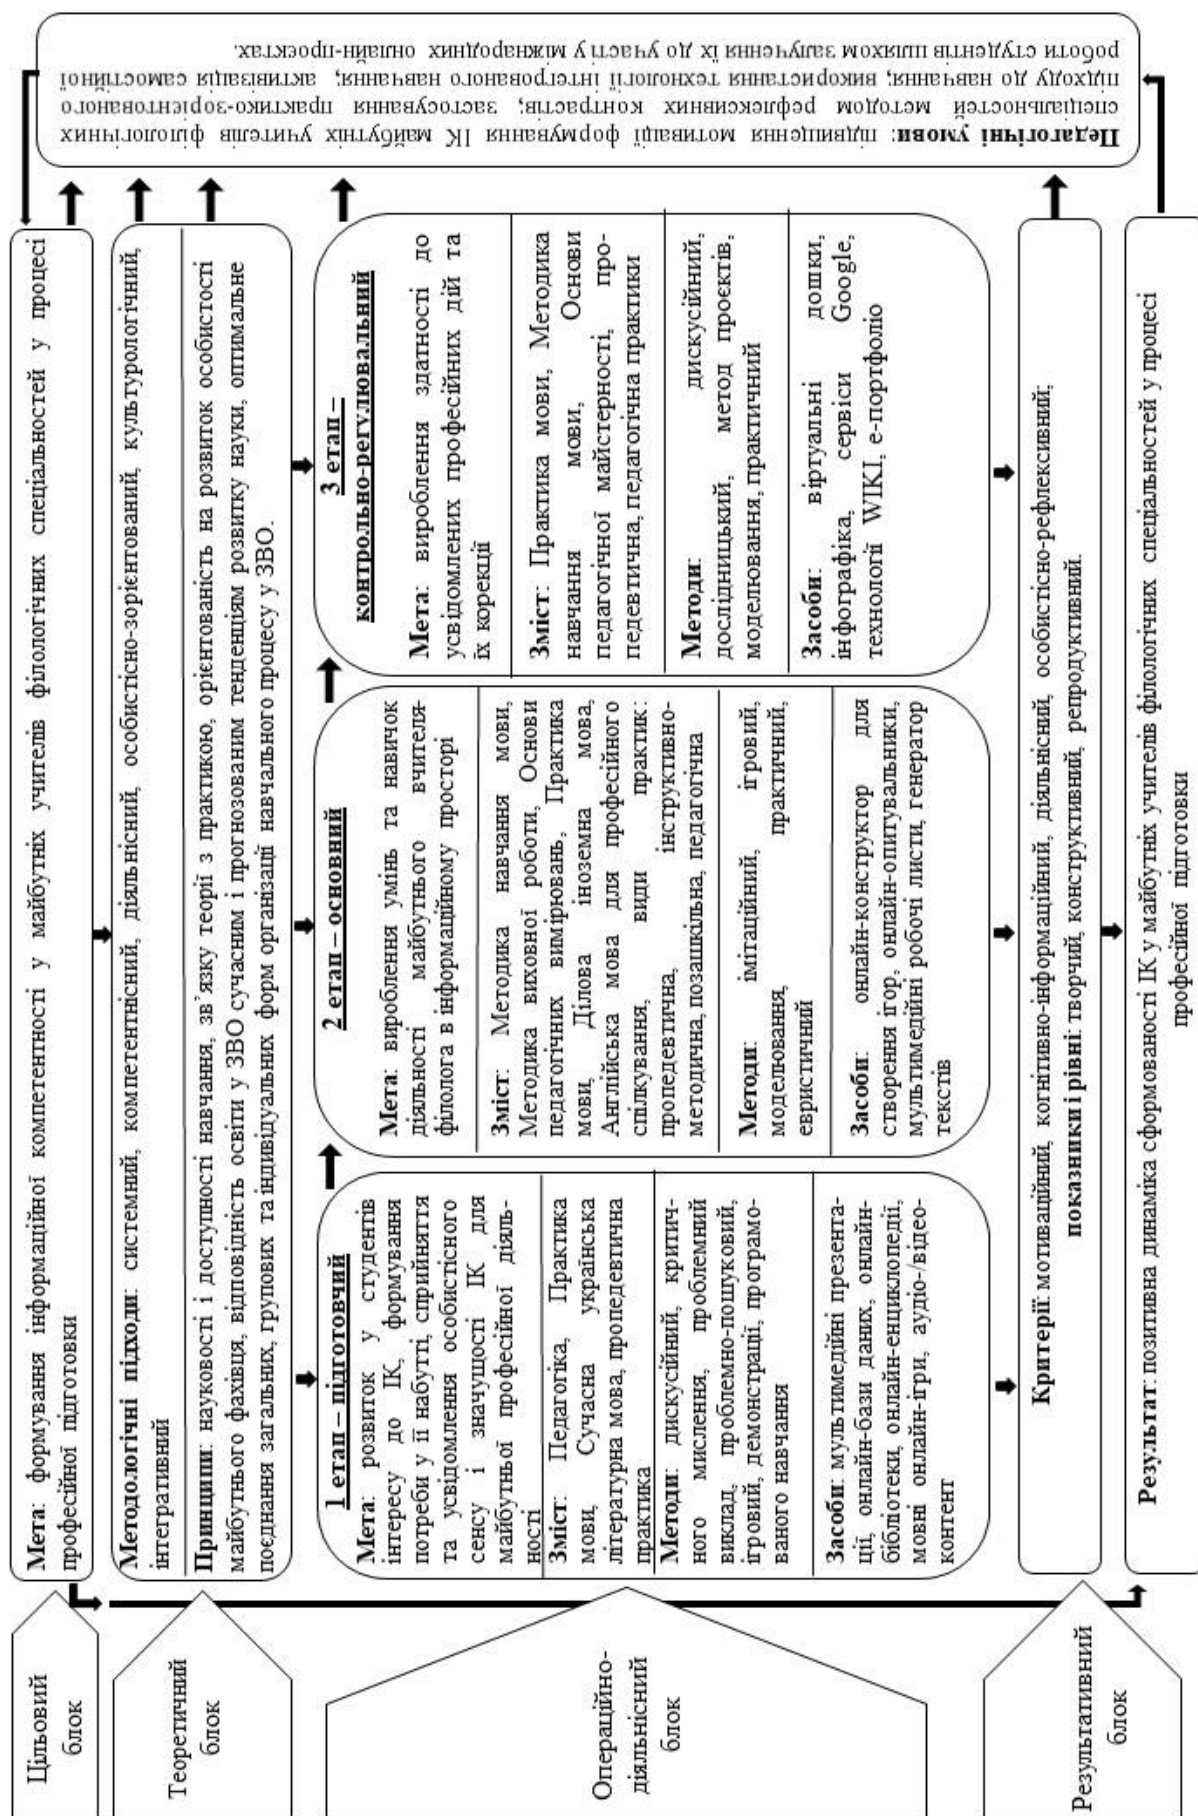 Цільовий
блок
Мета: формування інформаційної компетентності у майбутніх учителів філологічних спеціальностей у процесі
професійної підготовки
Теоретичний
блок
Методологічні підходи: системний, компетентнісний, діяльнісний, особистісно-зорієнтований, культурологічний,
інтегративний
Принципи: науковості і доступності навчання, зв’язку теорії з практикою, орієнтованість на розвиток особистості
майбутнього фахівця, відповідність освіти у ЗВО сучасним і прогнозованим тенденціям розвитку науки, оптимальне
поєднання загальних, групових та індивідуальних форм організації навчального процесу у ЗВО.
Операційно-
діяльнісний
блок
1 етап – підготовчий
Мета: розвиток у студентів
інтересу до ІК, формування
потреби у її набутті, сприйняття
та усвідомлення особистісного
сенсу і значущості ІК для
майбутньої професійної діяль-
ності
Зміст: Педагогіка, Практика
мови, Сучасна українська
літературна мова, пропедевтична
практика
Методи: дискусійний, критич-
ного мислення, проблемний
виклад, проблемно-пошуковий,
ігровий, демонстрації, програмо-
ваного навчання
Засоби: мультимедійні презента-
ції, онлайн-бази даних, онлайн-
бібліотеки, онлайн-енциклопедії,
мовні онлайн-ігри, аудіо-/відео-
контент
2 етап – основний
Мета: вироблення умінь та навичок
діяльності майбутнього вчителя-
філолога в інформаційному просторі
Зміст: Методика навчання мови,
Методика виховної роботи, Основи
педагогічних вимірювань, Практика
мови, Ділова іноземна мова,
Англійська мова для професійного
спілкування, види практик:
пропедевтична, інструктивно-
методична, позашкільна, педагогічна
Методи: імітаційний, ігровий,
моделювання, практичний,
евристичний
Засоби: онлайн-конструктор для
створення ігор, онлайн-опитувальники,
мультимедійні робочі листи, генератор
текстів
3 етап –
контрольно-регулювальний
Мета: вироблення здатності до
усвідомлених професійних дій та
їх корекції
Зміст: Практика мови, Методика
навчання мови, Основи
педагогічної майстерності, про-
педевтична, педагогічна практики
Методи: дискусійний,
дослідницький, метод проєктів,
моделювання, практичний
Засоби: віртуальні дошки,
інфографіка, сервіси Google,
технології WIKI, е-портфоліо
Результативний
блок
Критерії: мотиваційний, когнітивно-інформаційний, діяльнісний, особистісно-рефлексивний;
показники і рівні: творчий, конструктивний, репродуктивний.
Результат: позитивна динаміка сформованості ІК у майбутніх учителів філологічних спеціальностей у процесі
професійної підготовки
Педагогічні умови: підвищення мотивації формування ІК майбутніх учителів філологічних
спеціальностей методом рефлексивних контрастів; застосування практико-зорієнтованого
підходу до навчання; використання технології інтегрованого навчання; активізація самостійної
роботи студентів шляхом залучення їх до участі у міжнародних онлайн-проєктах.